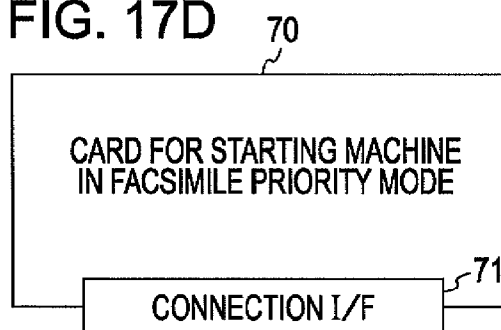 FIG. 17D
70
CARD FOR STARTING MACHINE
IN FACSIMILE PRIORITY MODE
71
CONNECTION I/F